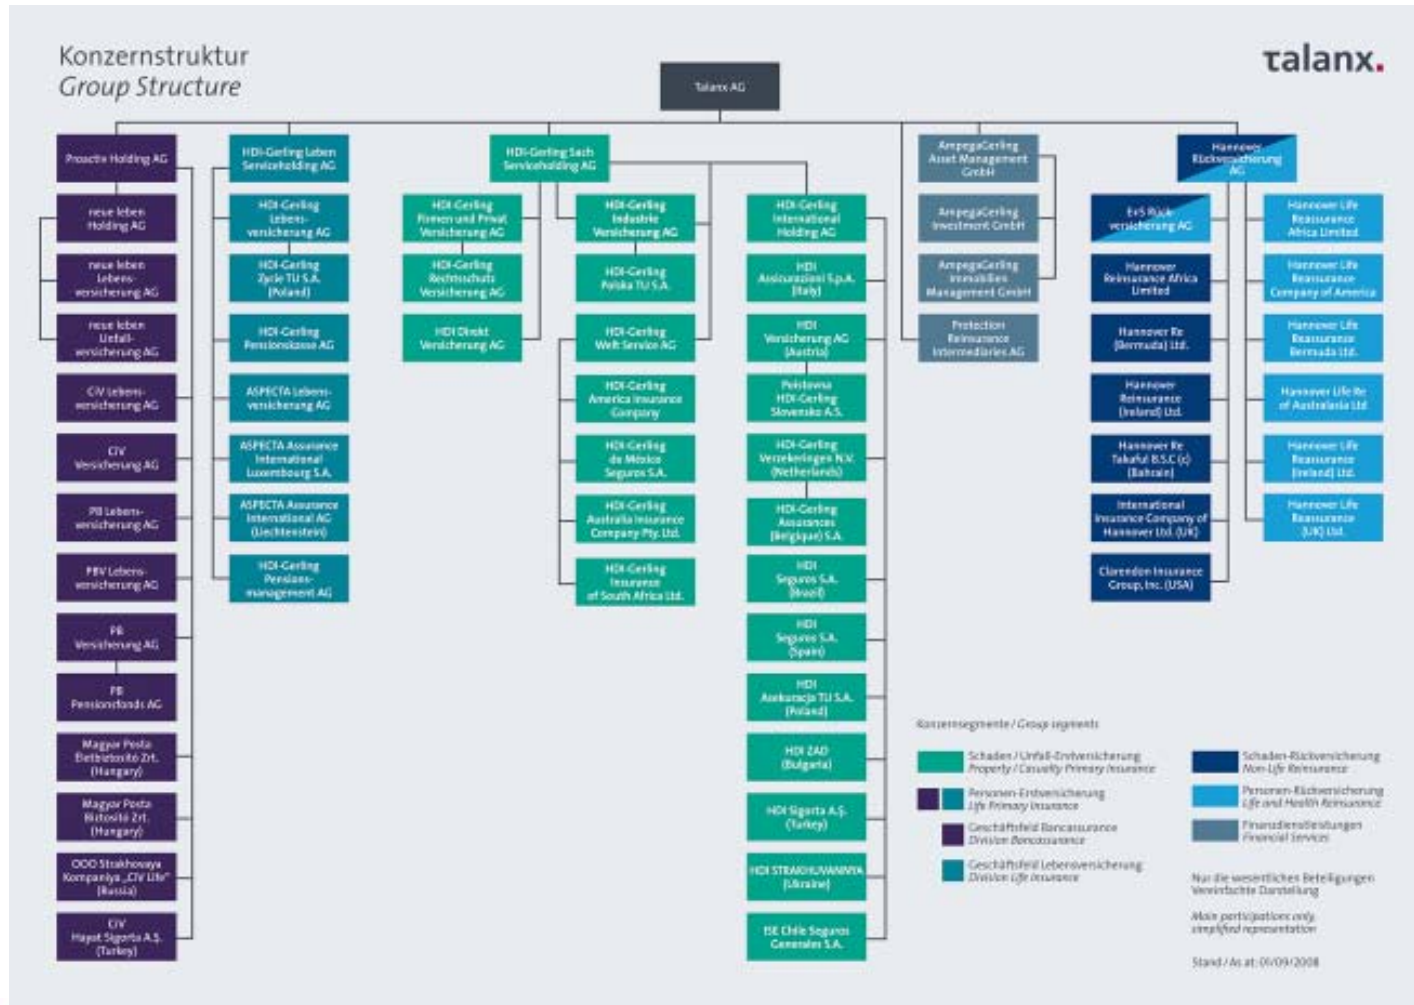 Konzernstruktur
Group Structure
talanx.
Talanx AG
Proactiv Holding AG
neue leben
Holding AG
neue leben
Lebens-
versicherung AG
neue leben
Unfall-
versicherung AG
CiV Lebens-
versicherung AG
CiV
Versicherung AG
PB Lebens-
versicherung AG
PBV Lebens-
versicherung AG
PB
Versicherung AG
PB
Pensionsfonds AG
Magyar Posta
Életbiztosító Zrt.
(Hungary)
Magyar Posta
Biztosító Zrt.
(Hungary)
OOO Strakhovaya
Kompaniya „CiV Life"
(Russia)
CiV
Hayat Sigorta A.Ş.
(Turkey)
HDI-Gerling Leben
Serviceholding AG
HDI-Gerling
Lebens-
versicherung AG
HDI-Gerling
Zycie TU S.A.
(Poland)
HDI-Gerling
Pensionskasse AG
ASPECTA Lebens-
versicherung AG
ASPECTA Assurance
International
Luxembourg S.A.
ASPECTA Assurance
International AG
(Liechtenstein)
HDI-Gerling
Pensions-
management AG
HDI-Gerling Sach
Serviceholding AG
HDI-Gerling
Firmen und Privat
Versicherung AG
HDI-Gerling
Rechtsschutz
Versicherung AG
HDI Direkt
Versicherung AG
HDI-Gerling
Industrie
Versicherung AG
HDI-Gerling
Polska TU S.A.
HDI-Gerling
Welt Service AG
HDI-Gerling
America Insurance
Company
HDI-Gerling
de México
Seguros S.A.
HDI-Gerling
Australia Insurance
Company Pty. Ltd.
HDI-Gerling
Insurance
of South Africa Ltd.
HDI-Gerling
International
Holding AG
HDI
Assicurazioni S.p.A.
(Italy)
HDI
Versicherung AG
(Austria)
Poistovna
HDI-Gerling
Slovensko A.S.
HDI-Gerling
Verzekeringen N.V.
(Netherlands)
HDI-Gerling
Assurances
(Belgique) S.A.
HDI
Seguros S.A.
(Brazil)
HDI
Seguros S.A.
(Spain)
HDI
Asekuracja TU S.A.
(Poland)
HDI ZAD
(Bulgaria)
HDI Sigorta A.Ş.
(Turkey)
HDI STRAKHUVANNYA
(Ukraine)
ISE Chile Seguros
Generales S.A.
AmpegaGerling
Asset Management
GmbH
AmpegaGerling
Investment GmbH
AmpegaGerling
Immobilien
Management GmbH
Protection
Reinsurance
Intermediaries AG
Hannover
Rückversicherung
AG
E+S Rück-
versicherung AG
Hannover
Reinsurance Africa
Limited
Hannover Re
(Bermuda) Ltd.
Hannover
Reinsurance
(Ireland) Ltd.
Hannover Re
Takaful B.S.C (c)
(Bahrain)
International
Insurance Company of
Hannover Ltd. (UK)
Clarendon Insurance
Group, Inc. (USA)
Hannover Life
Reassurance
Africa Limited
Hannover Life
Reassurance
Company of America
Hannover Life
Reassurance
Bermuda Ltd.
Hannover Life Re
of Australasia Ltd
Hannover Life
Reassurance
(Ireland) Ltd.
Hannover Life
Reassurance
(UK) Ltd.
Konzernsegmente / Group segments
Schaden / Unfall-Erstversicherung
Property / Casualty Primary Insurance
Personen-Erstversicherung
Life Primary Insurance
Geschäftsfeld Bancassurance
Division Bancassurance
Geschäftsfeld Lebensversicherung
Division Life Insurance
Schaden-Rückversicherung
Non-Life Reinsurance
Personen-Rückversicherung
Life and Health Reinsurance
Finanzdienstleistungen
Financial Services
Nur die wesentlichen Beteiligungen
Vereinfachte Darstellung
Main participations only,
simplified representation
Stand / As at: 01/09/2008